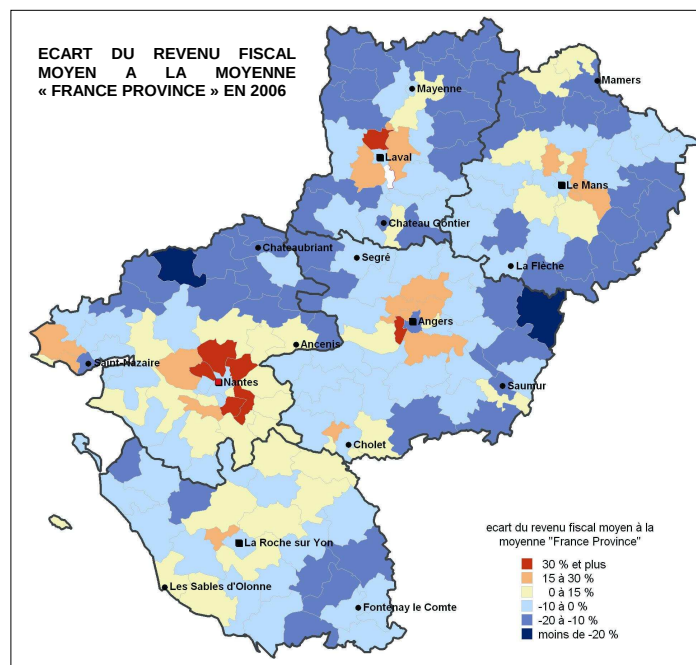 ECART DU REVENU FISCAL
MOYEN A LA MOYENNE
« FRANCE PROVINCE » EN 2006
Mamers
Mayenne
Laval
Le Mans
Chateau Gontier
Chateaubriant
Segré
La Flèche
Angers
Ancenis
Saint-Nazaire
Nantes
Saumur
Cholet
La Roche sur Yon
Les Sables d'Olonne
Fontenay le Comte
ecart du revenu fiscal moyen à la
moyenne "France Province"
30 % et plus
15 à 30 %
0 à 15 %
-10 à 0 %
-20 à -10 %
moins de -20 %